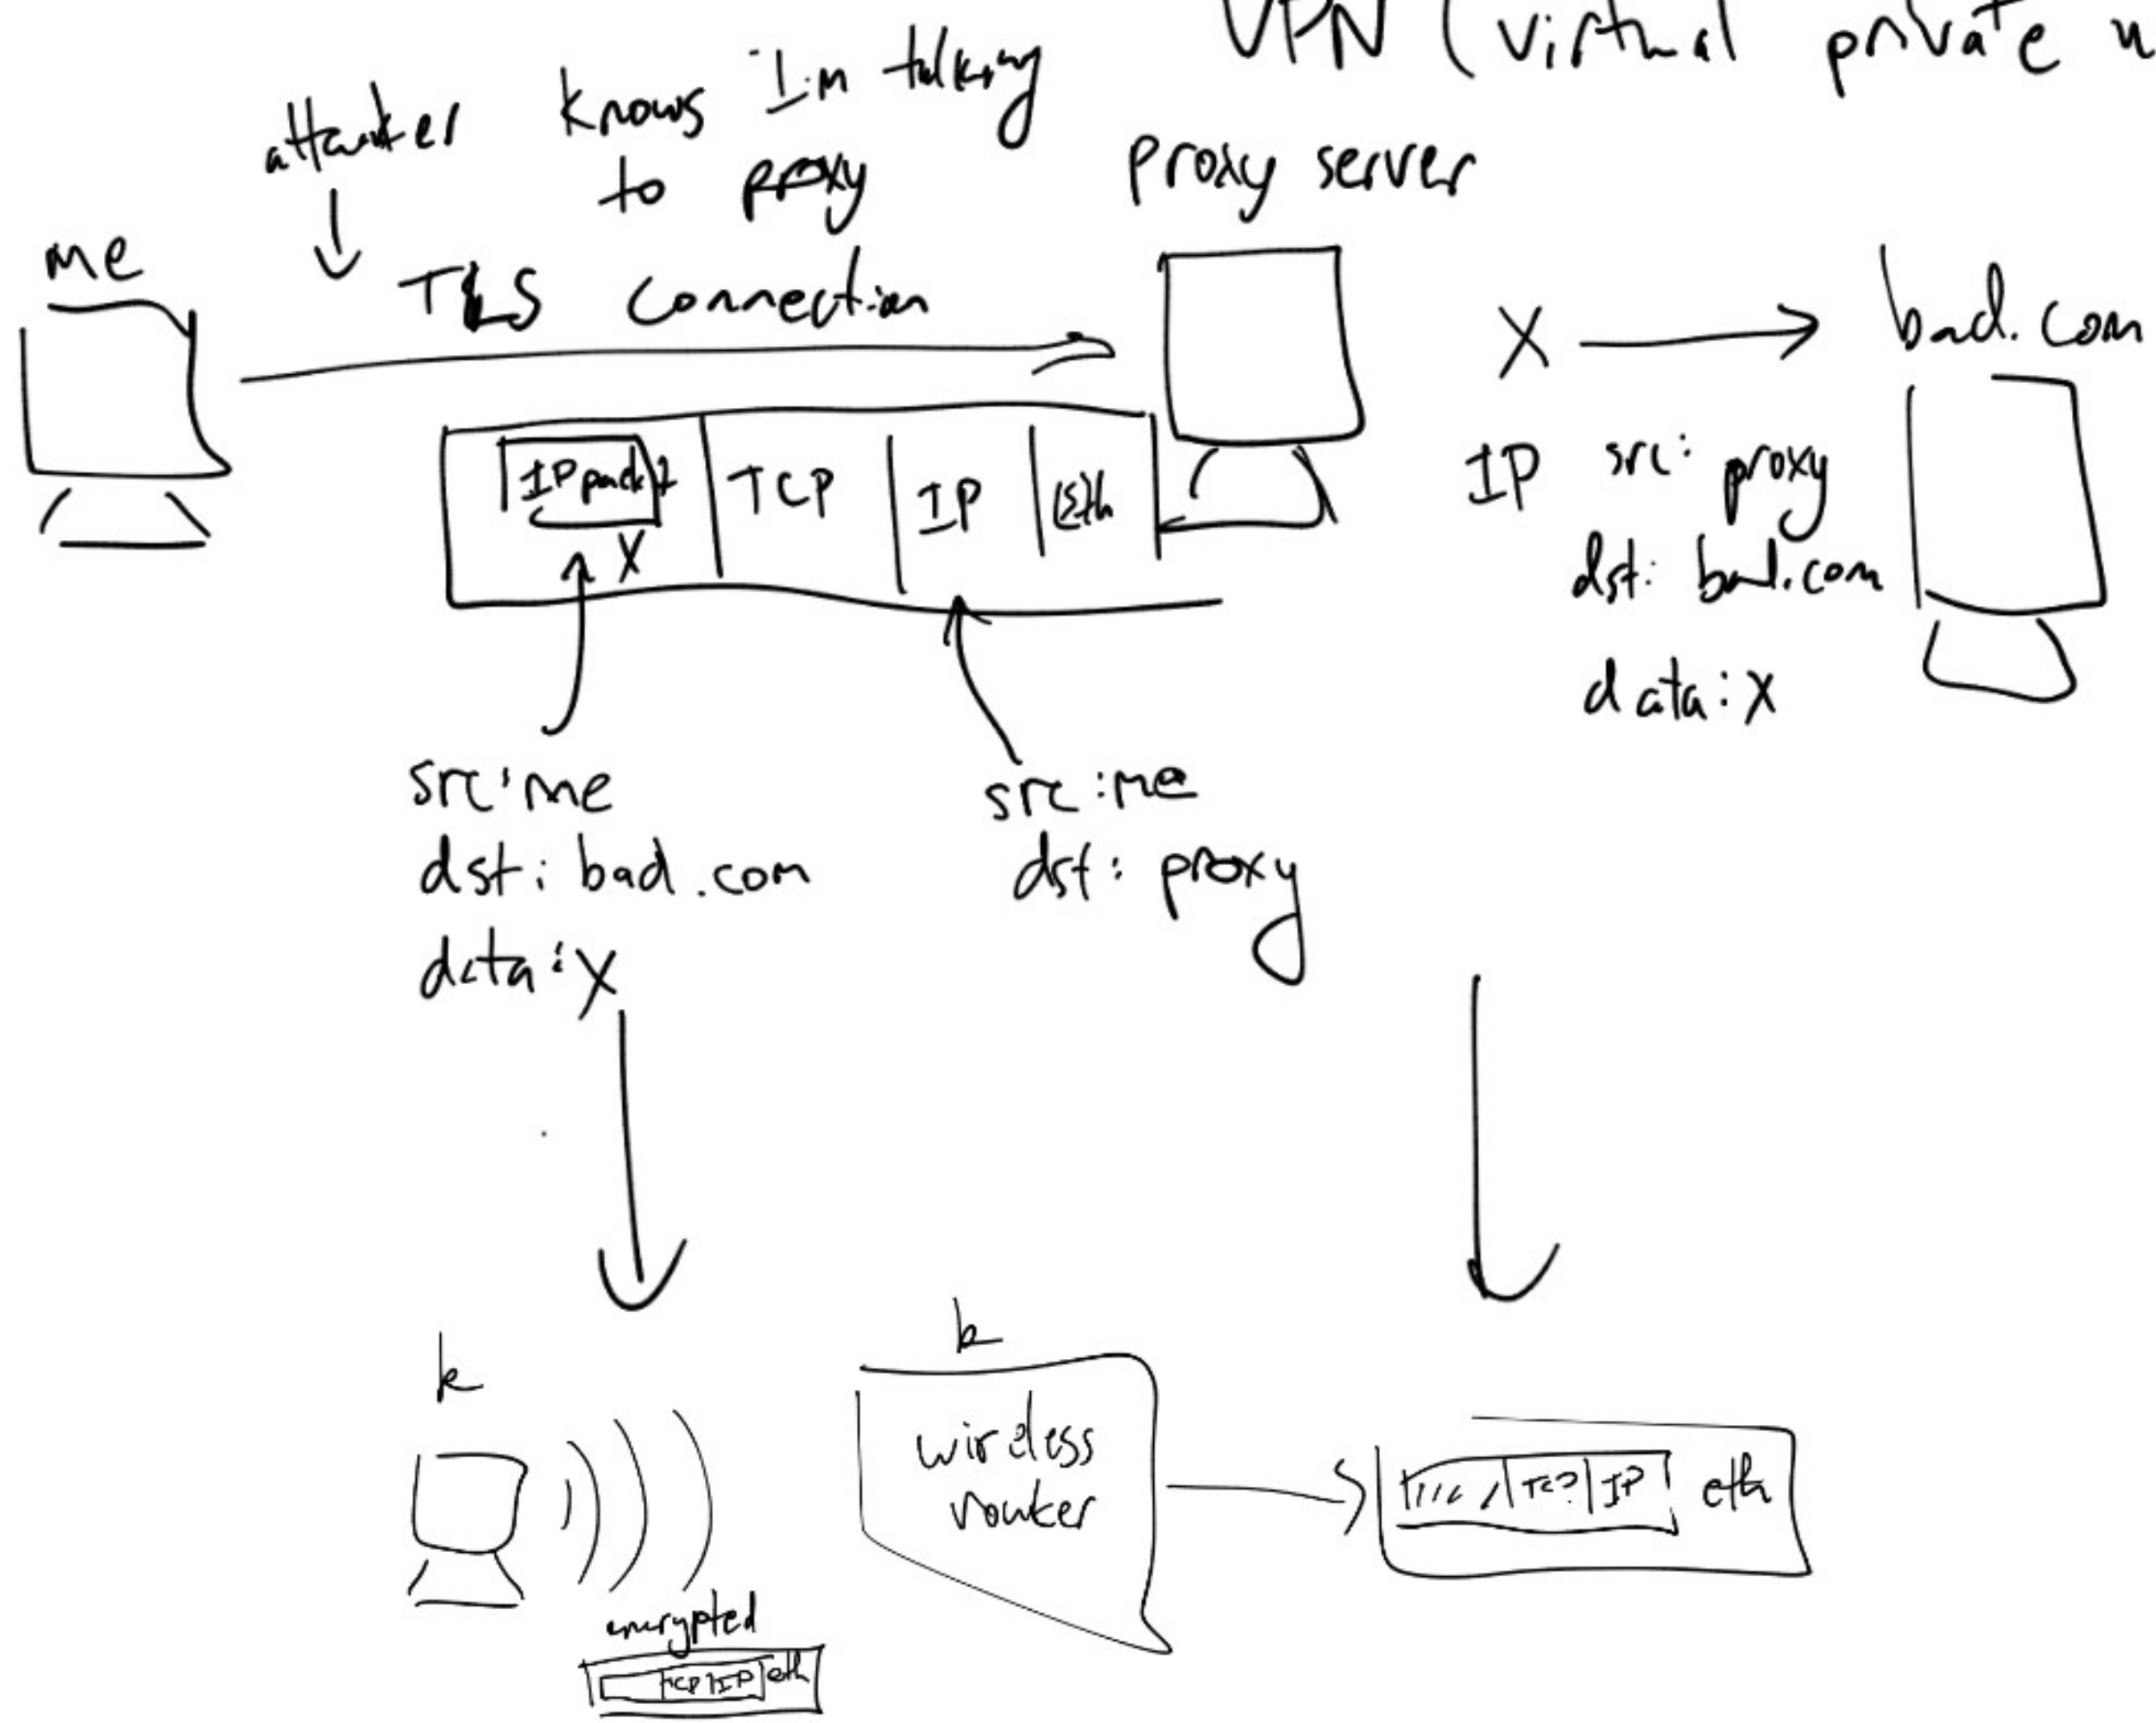 VPN (virtual private n
attacker knows I'm talking
to proxy
proxy server
me
TLS Connection
X
bad.com
IP packet
X
TCP
IP
Eth
IP src: proxy
dst: bad.com
data: X
src: me
dst: bad.com
data: X
src: me
dst: proxy
k
k
wireless
router
TCP
IP
eth
encrypted
TCP
IP
eth